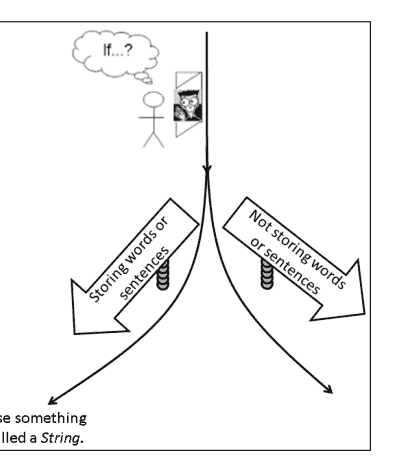 If...?
Storing words or
sentences
Not storing words
or sentences
se something
lled a String.